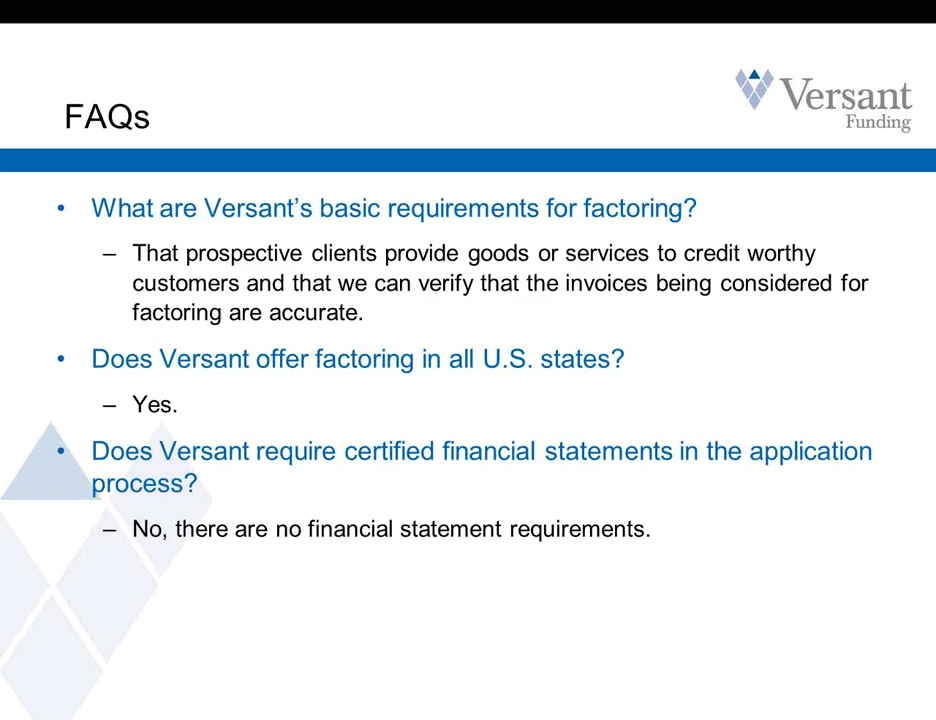 Versant
Funding
FAQs
• What are Versant’s basic requirements for factoring?
– That prospective clients provide goods or services to credit worthy
customers and that we can verify that the invoices being considered for
factoring are accurate.
• Does Versant offer factoring in all U.S. states?
– Yes.
• Does Versant require certified financial statements in the application
process?
– No, there are no financial statement requirements.